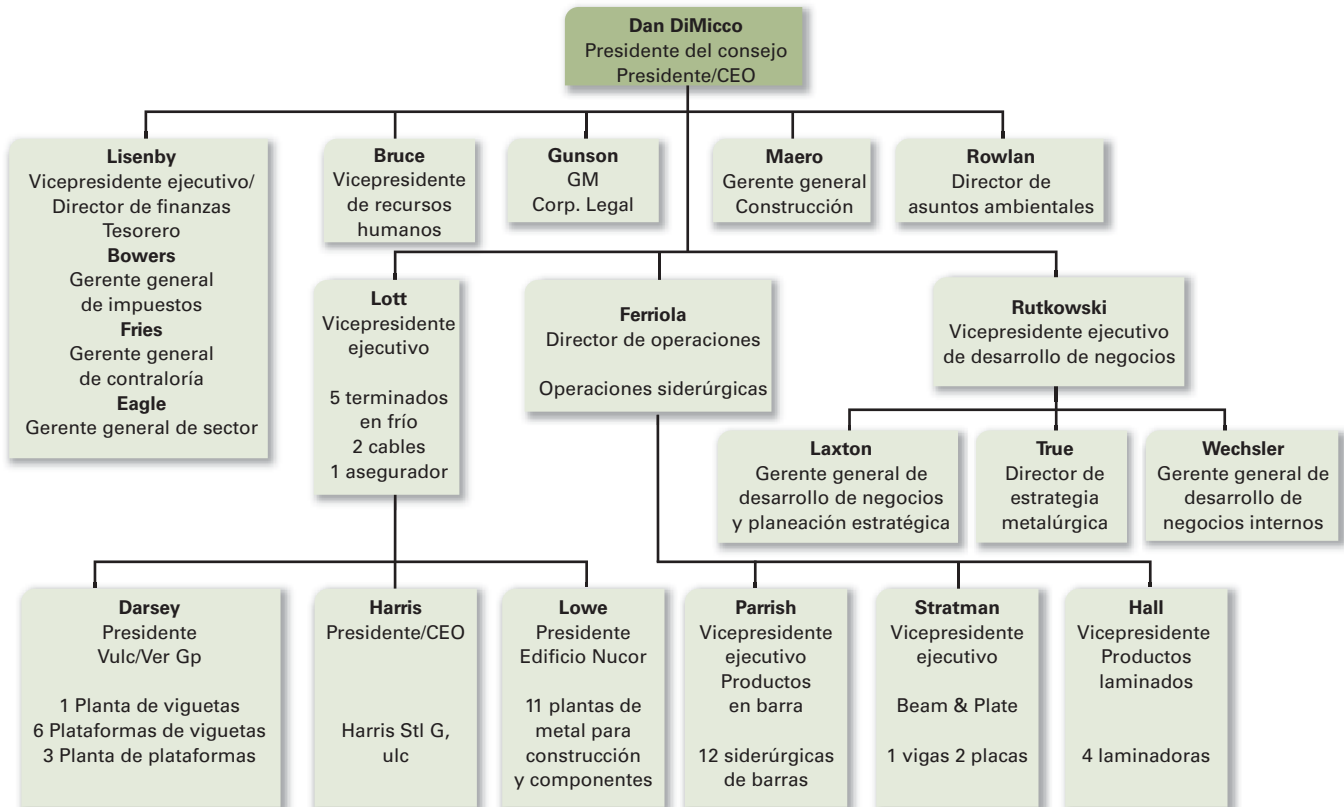 Dan DiMicco
Presidente del consejo
Presidente/CEO
Lisenby
Vicepresidente ejecutivo/
Director de finanzas
Tesorero
Bowers
Gerente general
de impuestos
Fries
Gerente general
de contraloría
Eagle
Gerente general de sector
Bruce
Vicepresidente
de recursos
humanos
Gunson
GM
Corp. Legal
Maero
Gerente general
Construcción
Rowlan
Director de
asuntos ambientales
Lott
Vicepresidente
ejecutivo
5 terminados
en frío
2 cables
1 asegurador
Ferriola
Director de operaciones
Operaciones siderúrgicas
Rutkowski
Vicepresidente ejecutivo
de desarrollo de negocios
Laxton
Gerente general de
desarrollo de negocios
y planeación estratégica
True
Director de
estrategia
metalúrgica
Wechsler
Gerente general de
desarrollo de
negocios internos
Darsey
Presidente
Vulc/Ver Gp
1 Planta de viguetas
6 Plataformas de viguetas
3 Planta de plataformas
Harris
Presidente/CEO
Harris Stl G,
ulc
Lowe
Presidente
Edificio Nucor
11 plantas de
metal para
construcción
y componentes
Parrish
Vicepresidente
ejecutivo
Productos
en barra
12 siderúrgicas
de barras
Stratman
Vicepresidente
ejecutivo
Beam & Plate
1 vigas 2 placas
Hall
Vicepresidente
Productos
laminados
4 laminadoras